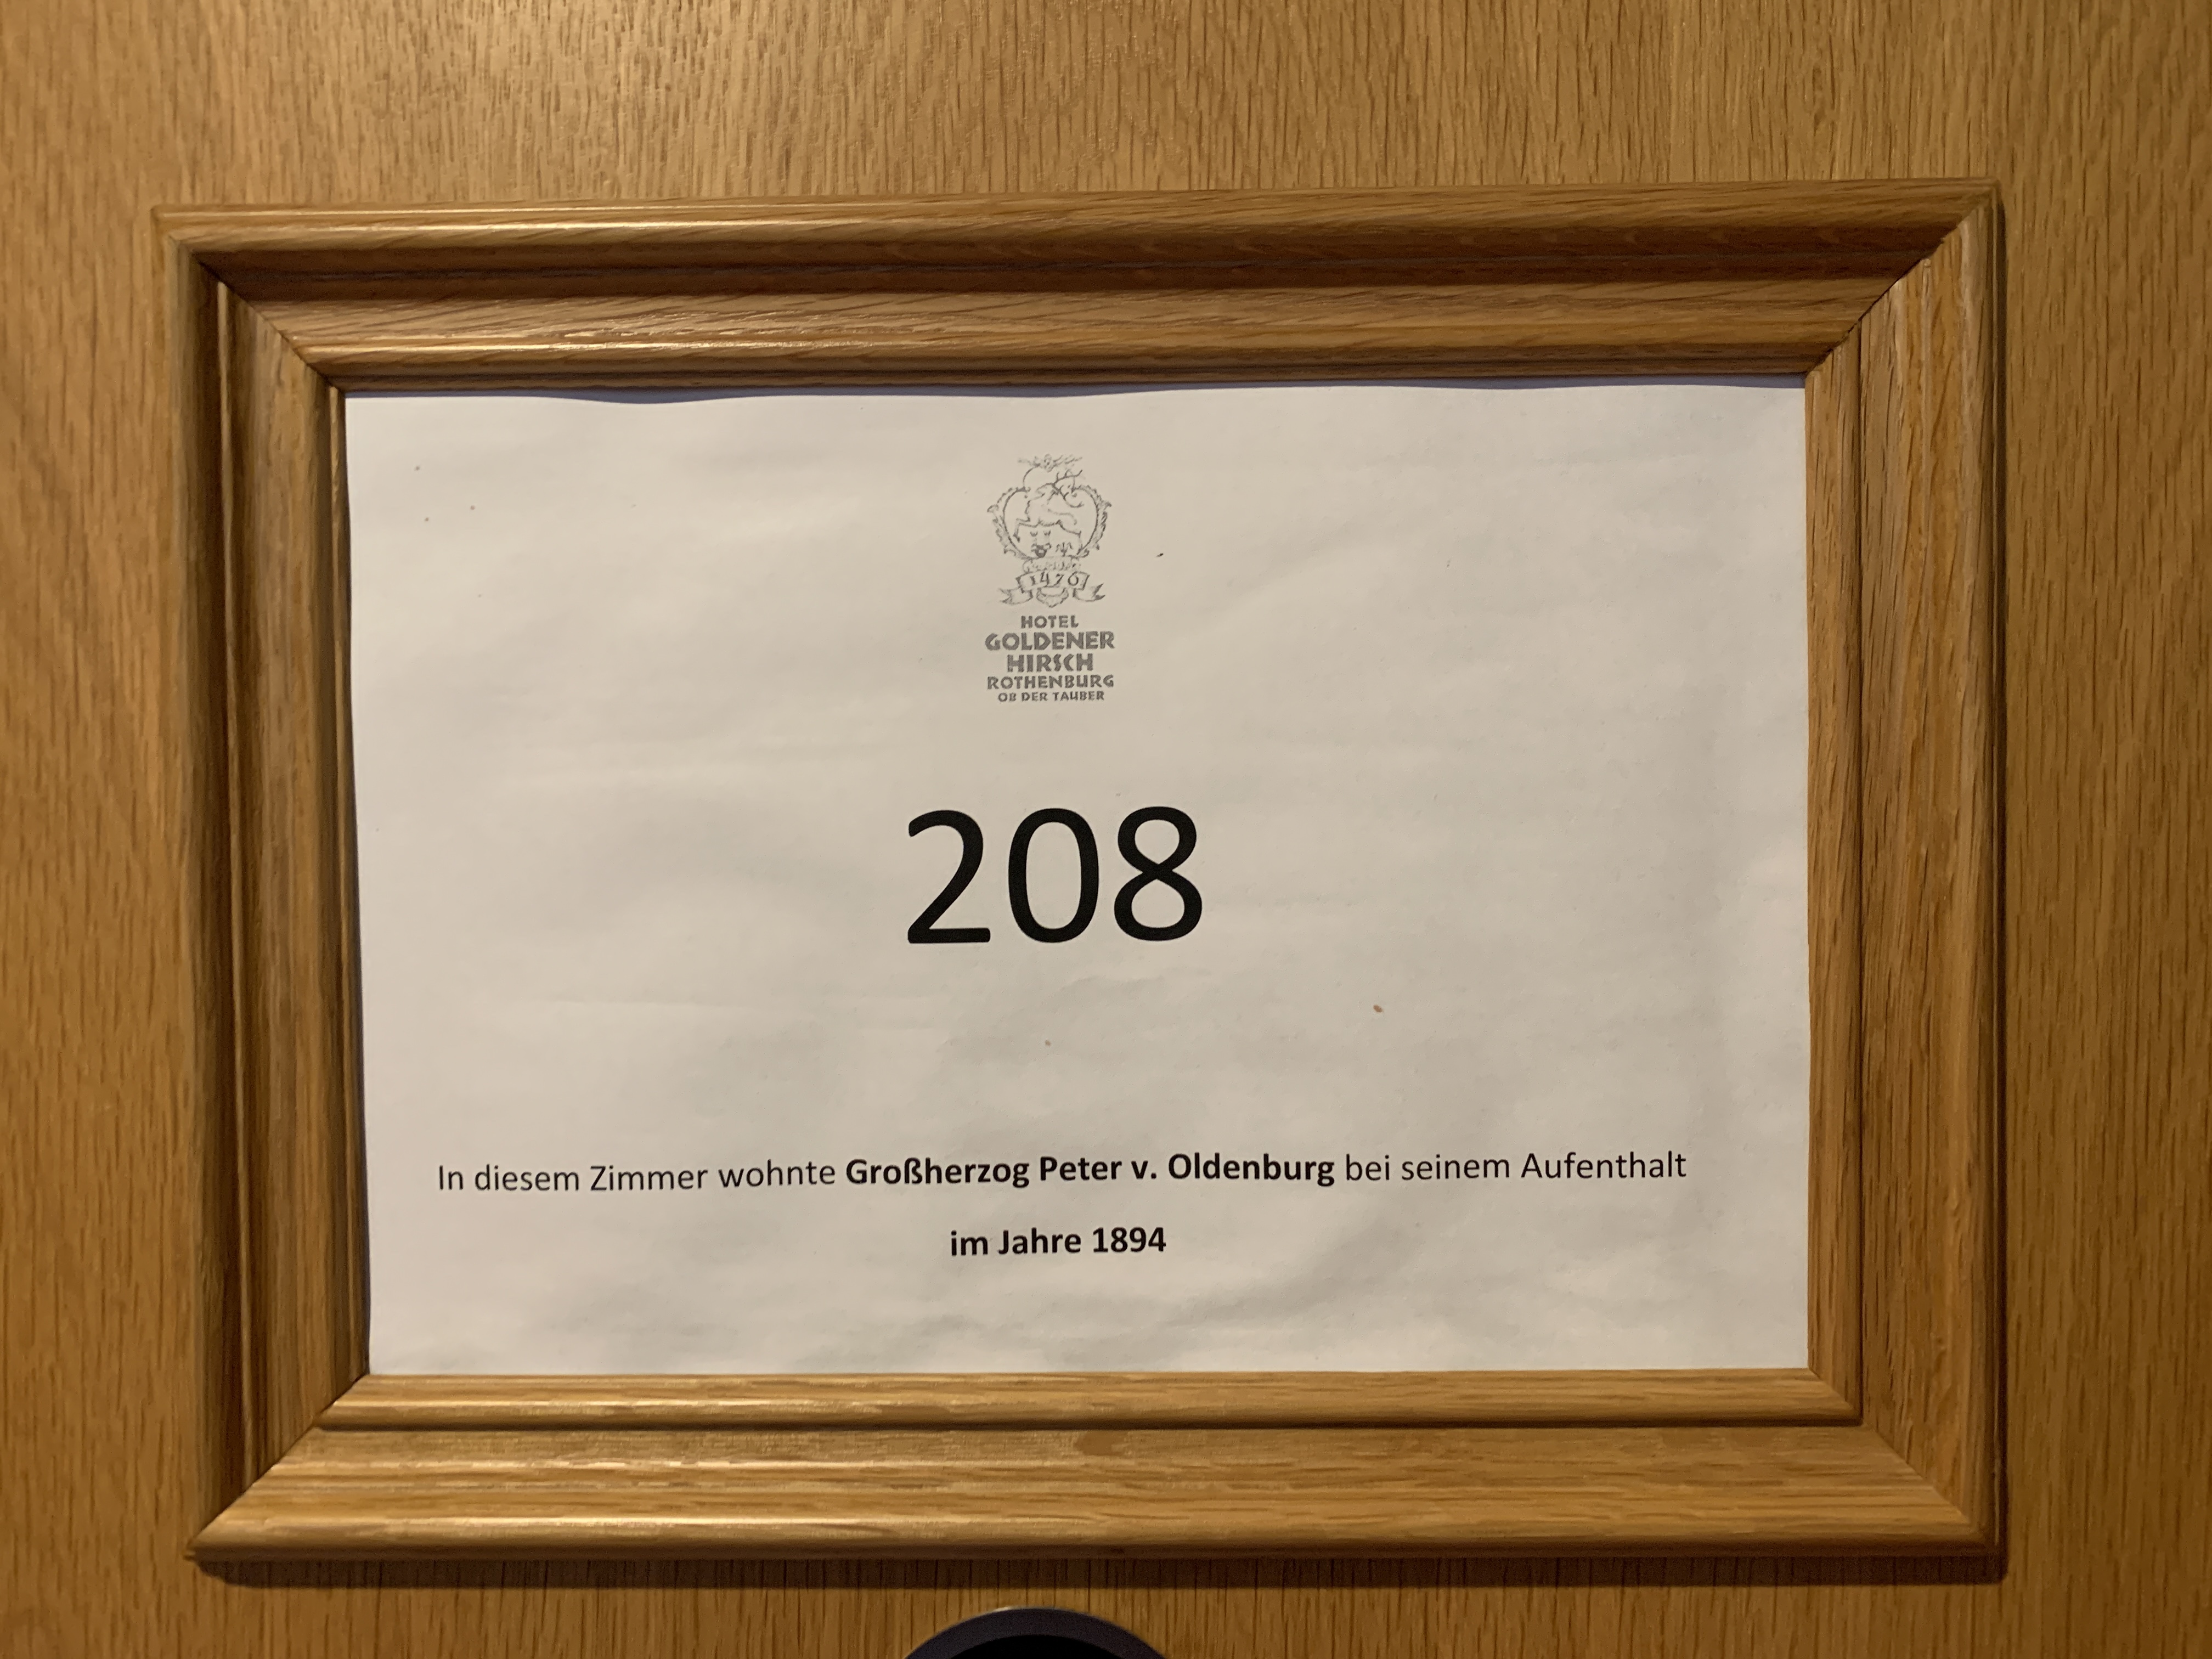 1476
HOTEL
GOLDENER
HIRSCH
ROTHENBURG
OB DER TAUBER
208
In diesem Zimmer wohnte Großherzog Peter v. Oldenburg bei seinem Aufenthalt
im Jahre 1894